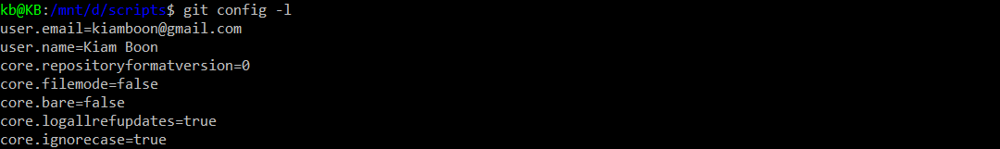 kb@KB:/mnt/d/scripts$ git config -l
user.email=kiamboon@gmail.com
user.name=Kiam Boon
core.repositoryformatversion=0
core.filemode=false
core.bare=false
core.logallrefupdates=true
core.ignorecase=true